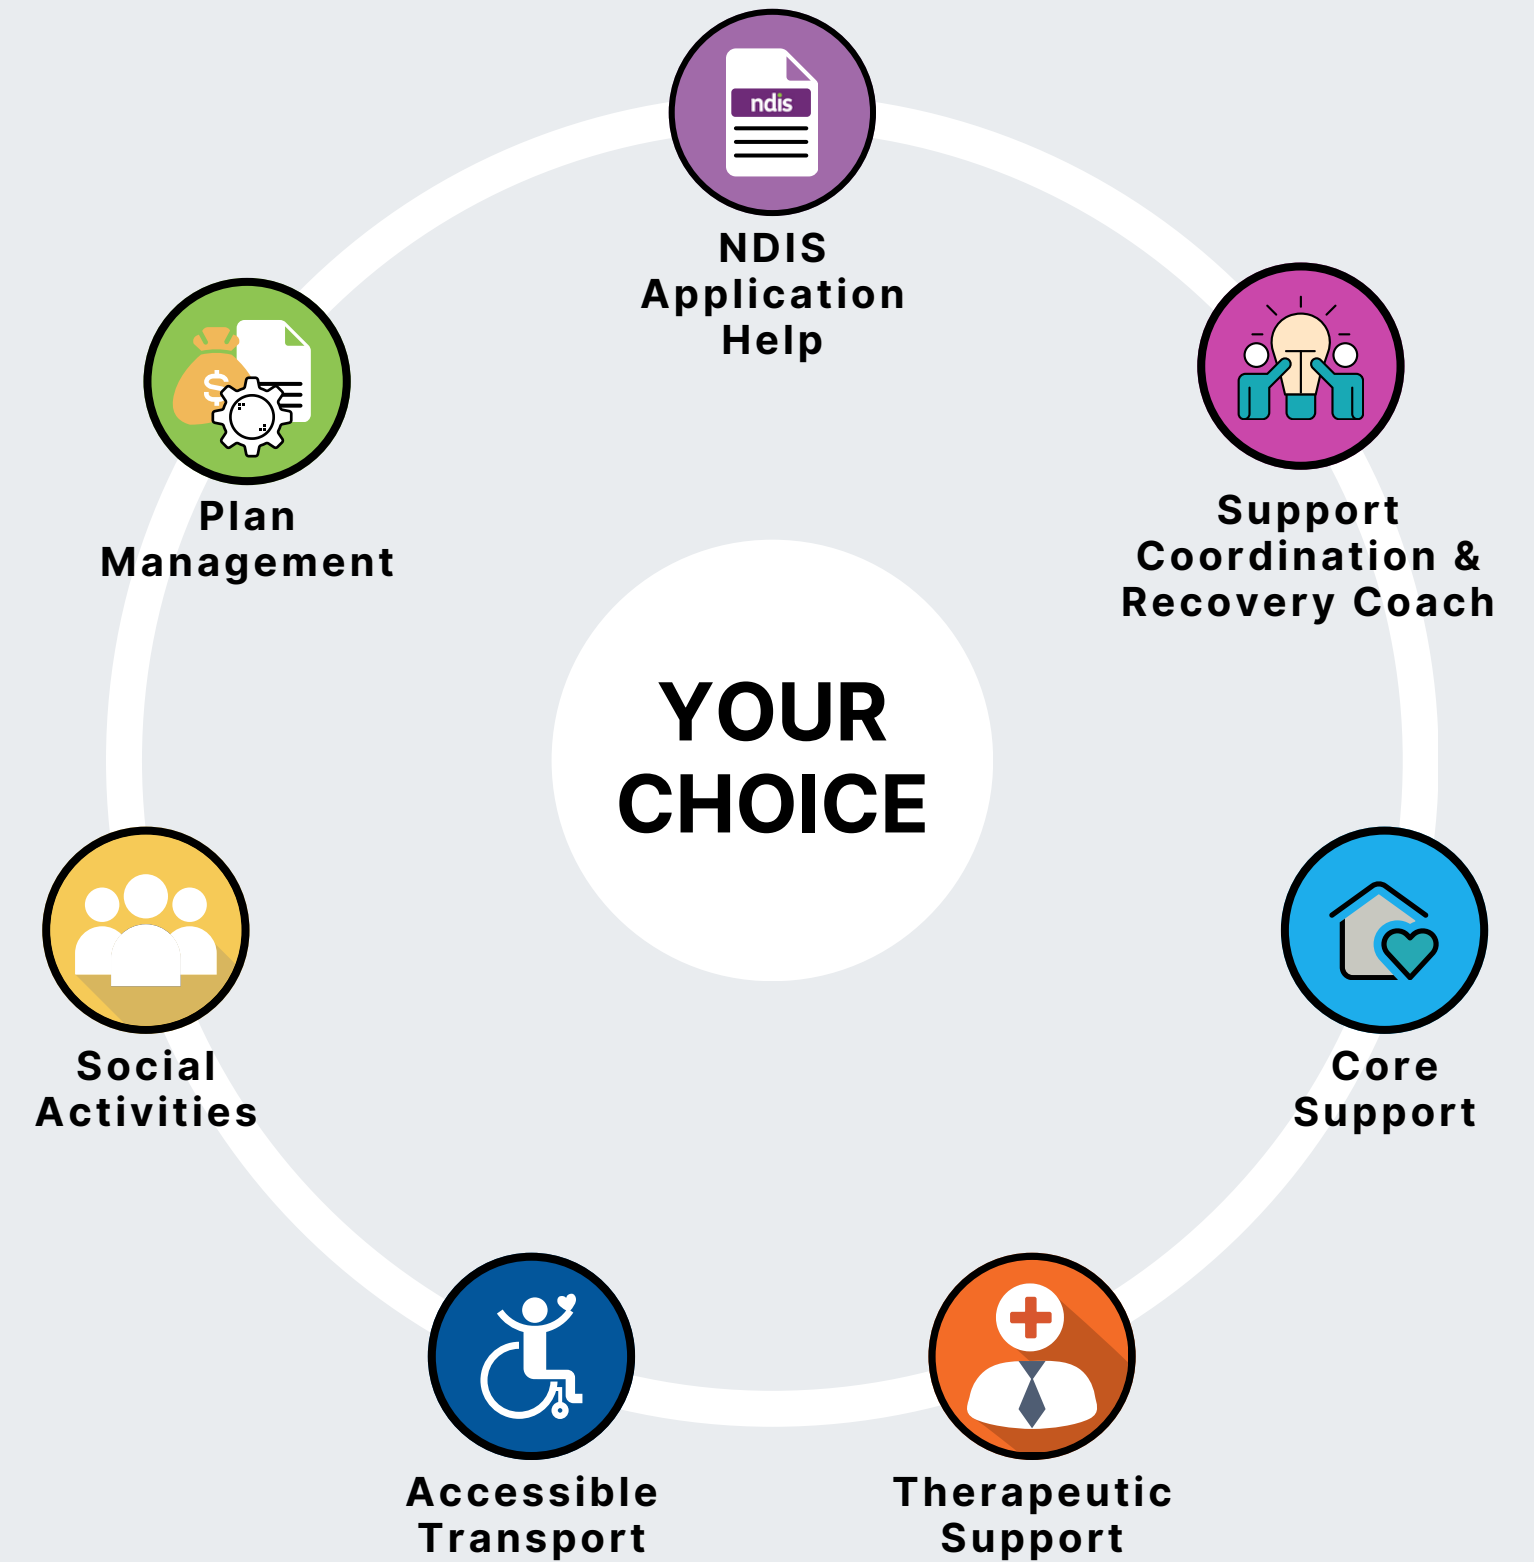 ndis
NDIS
Application
Help
$
Plan
Management
Support
Coordination &
Recovery Coach
YOUR
CHOICE
Social
Activities
Core
Support
Accessible
Transport
Therapeutic
Support